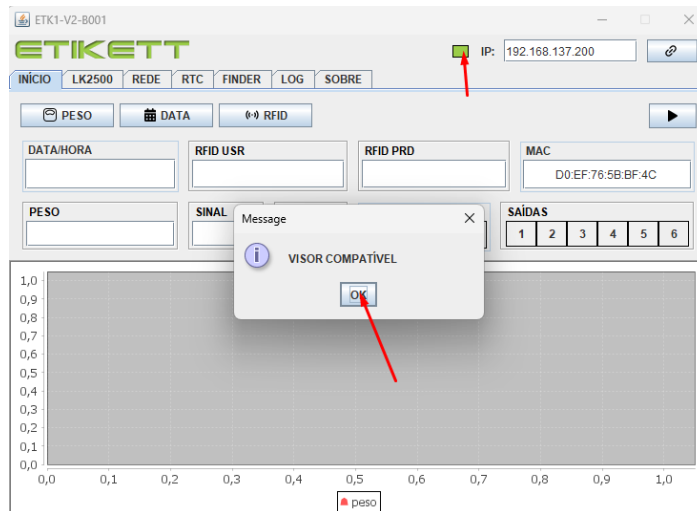 ETK1-V2-B001
ETIKETT
IP: 192.168.137.200
INÍCIO LK2500 REDE RTC FINDER LOG SOBRE
PESO DATA RFID
DATA/HORA RFID USR RFID PRD MAC
D0:EF:76:5B:BF:4C
PESO SINAL SAÍDAS
1 2 3 4 5 6
Message
VISOR COMPATÍVEL
OK
1,0
0,9
0,8
0,7
0,6
0,5
0,4
0,3
0,2
0,1
0,0
0,0 0,1 0,2 0,3 0,4 0,5 0,6 0,7 0,8 0,9 1,0
peso